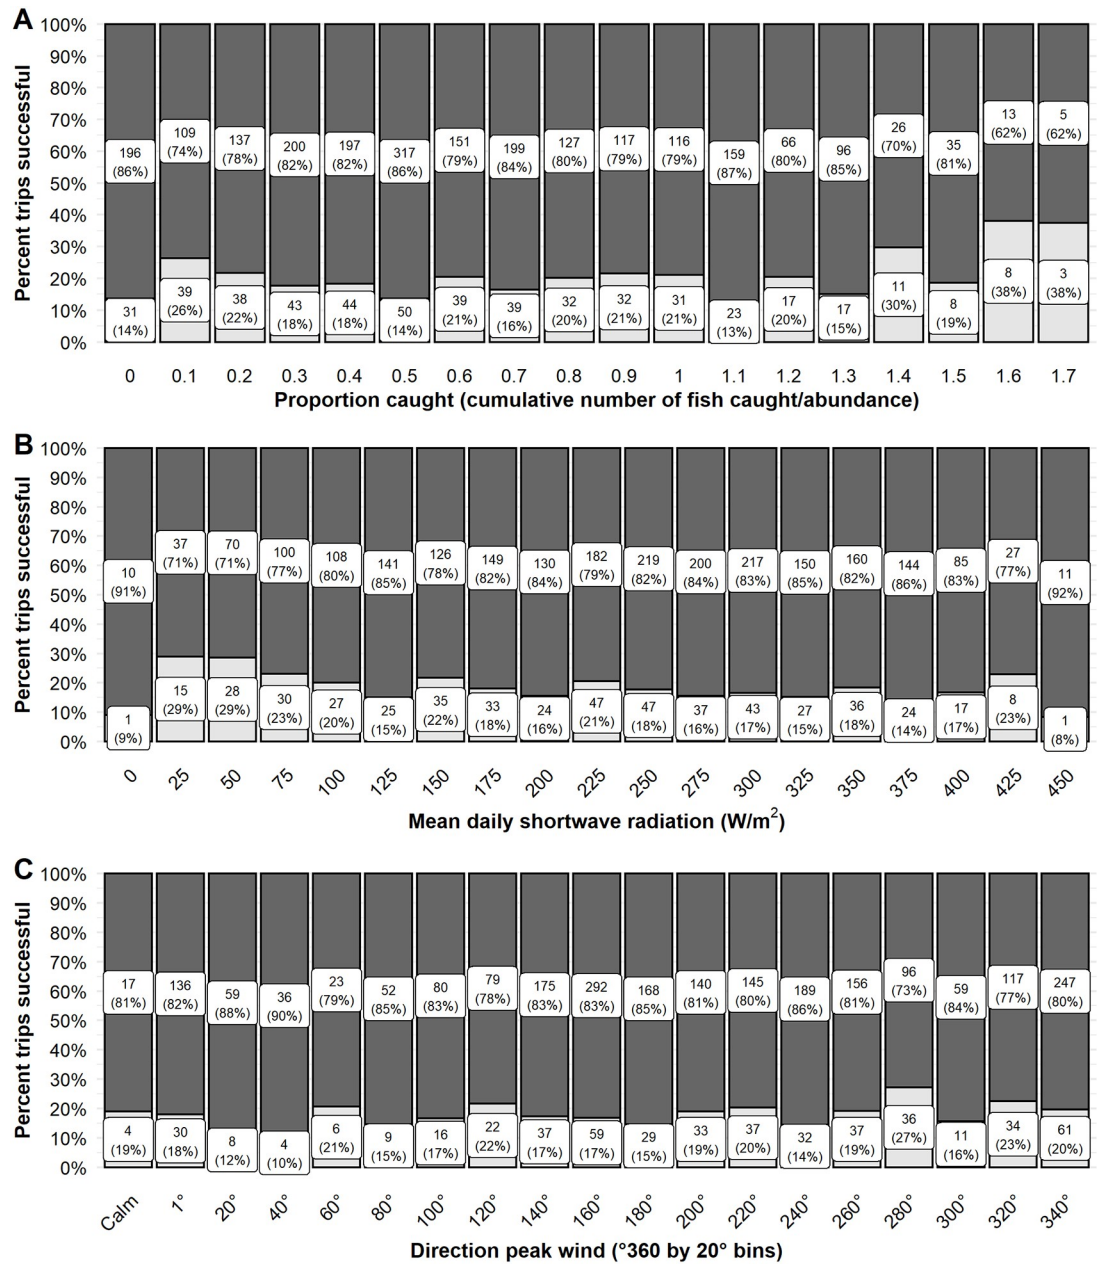 A
Percent trips successful
100%
90%
80%
70%
60%
50%
40%
30%
20%
10%
0%
196 109 137 200 197 317 151 199 127 117 116 159 66 96 26 35 13 5
(86%) (74%) (78%) (82%) (82%) (86%) (79%) (84%) (80%) (79%) (79%) (87%) (80%) (85%) (70%) (81%) (62%) (62%)
31 39 38 43 44 50 39 39 32 32 31 23 17 17 11 8 8 3
(14%) (26%) (22%) (18%) (18%) (14%) (21%) (16%) (20%) (21%) (21%) (13%) (20%) (15%) (30%) (19%) (38%) (38%)
0 0.1 0.2 0.3 0.4 0.5 0.6 0.7 0.8 0.9 1 1.1 1.2 1.3 1.4 1.5 1.6 1.7
Proportion caught (cumulative number of fish caught/abundance)
B
Percent trips successful
100%
90%
80%
70%
60%
50%
40%
30%
20%
10%
0%
10 37 70 100 108 141 126 149 130 182 219 200 217 150 160 144 85 27 11
(91%) (71%) (71%) (77%) (80%) (85%) (78%) (82%) (84%) (79%) (82%) (84%) (83%) (85%) (82%) (86%) (83%) (77%) (92%)
1 15 28 30 27 25 35 33 24 47 47 37 43 27 36 24 17 8 1
(9%) (29%) (29%) (23%) (20%) (15%) (22%) (18%) (16%) (21%) (18%) (16%) (17%) (15%) (18%) (14%) (17%) (23%) (8%)
0 25 50 75 100 125 150 175 200 225 250 275 300 325 350 375 400 425 450
Mean daily shortwave radiation (W/m²)
C
Percent trips successful
100%
90%
80%
70%
60%
50%
40%
30%
20%
10%
0%
17 136 59 36 23 52 80 79 175 292 168 140 145 189 156 96 59 117 247
(81%) (82%) (88%) (90%) (79%) (85%) (83%) (78%) (83%) (83%) (85%) (81%) (80%) (86%) (81%) (73%) (84%) (77%) (80%)
4 30 8 4 6 9 16 22 37 59 29 33 37 32 37 36 11 34 61
(19%) (18%) (12%) (10%) (21%) (15%) (17%) (22%) (17%) (17%) (15%) (19%) (20%) (14%) (19%) (27%) (16%) (23%) (20%)
Calm 1° 20° 40° 60° 80° 100° 120° 140° 160° 180° 200° 220° 240° 260° 280° 300° 320° 340°
Direction peak wind (°360 by 20° bins)